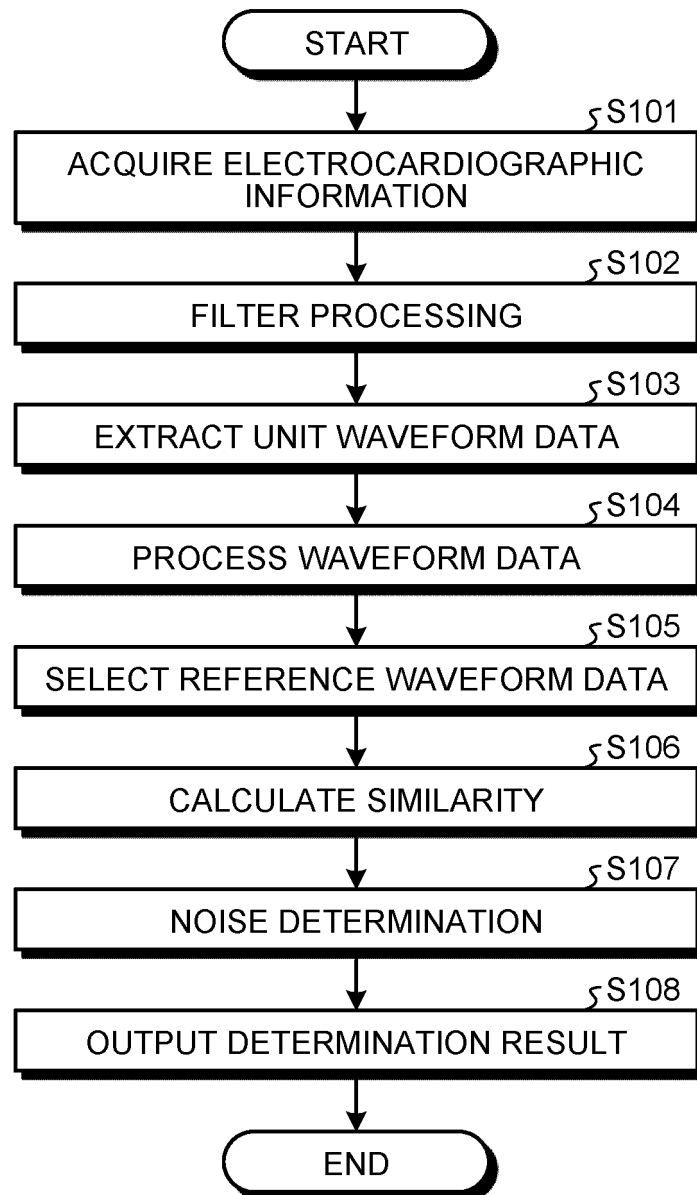 START
S101
ACQUIRE ELECTROCARDIOGRAPHIC
INFORMATION
S102
FILTER PROCESSING
S103
EXTRACT UNIT WAVEFORM DATA
S104
PROCESS WAVEFORM DATA
S105
SELECT REFERENCE WAVEFORM DATA
S106
CALCULATE SIMILARITY
S107
NOISE DETERMINATION
S108
OUTPUT DETERMINATION RESULT
END